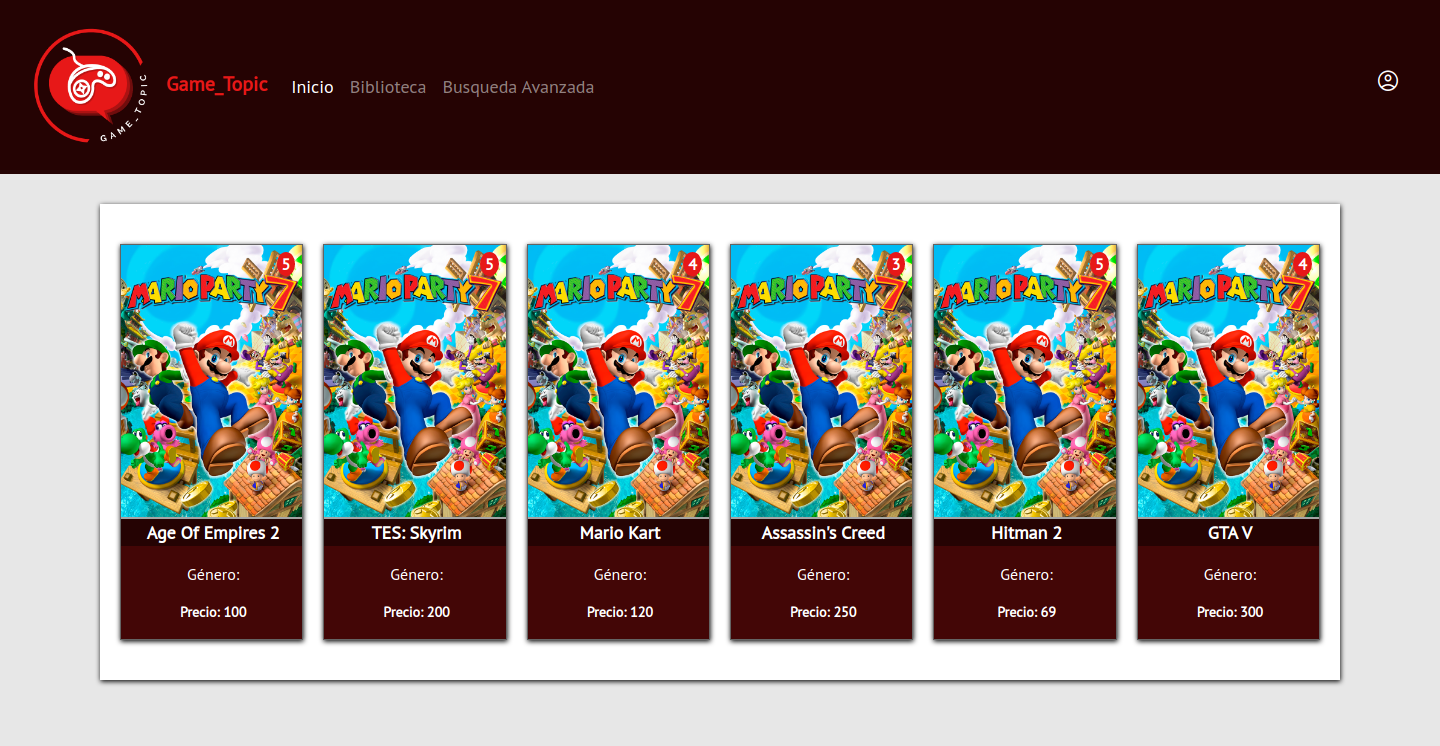 GAME_TOPIC
Game_Topic
Inicio
Biblioteca
Busqueda Avanzada
5
MARIO PARTY 7
Age Of Empires 2
Género:
Precio: 100
5
MARIO PARTY 7
TES: Skyrim
Género:
Precio: 200
4
MARIO PARTY 7
Mario Kart
Género:
Precio: 120
3
MARIO PARTY 7
Assassin's Creed
Género:
Precio: 250
5
MARIO PARTY 7
Hitman 2
Género:
Precio: 69
4
MARIO PARTY 7
GTA V
Género:
Precio: 300